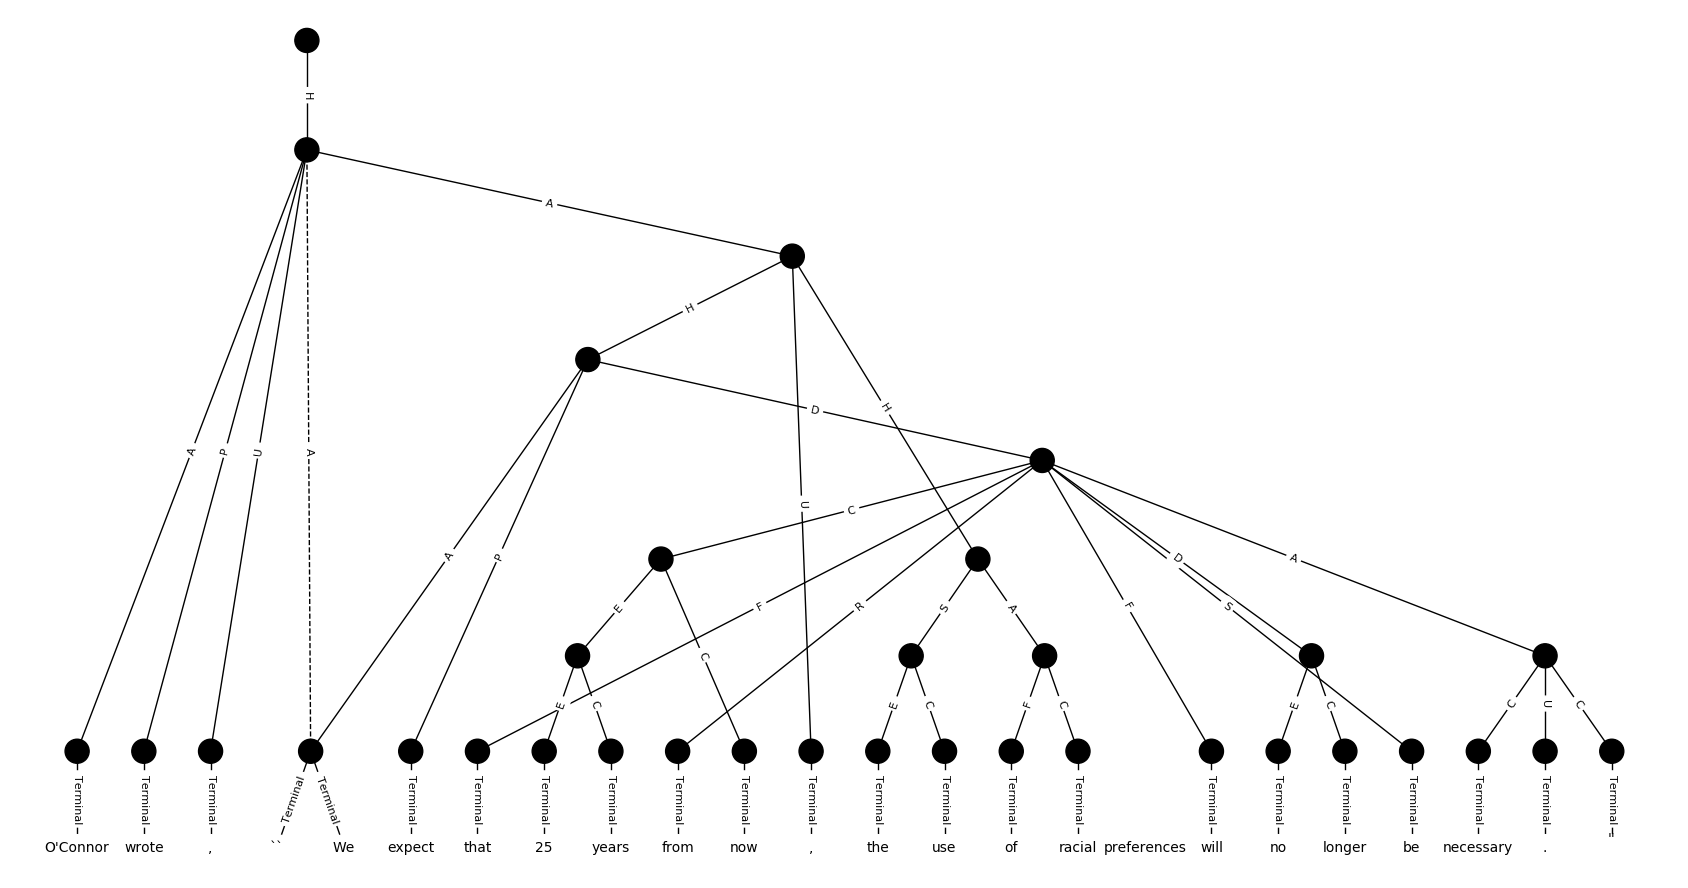 H
A
H
D
H
A P U A
A P
C U
F R
E C
S A
F
D S
A
E C
E C
F C
E C
C U C
Terminal Terminal Terminal Terminal Terminal Terminal Terminal Terminal Terminal Terminal Terminal Terminal Terminal Terminal Terminal Terminal Terminal Terminal Terminal Terminal Terminal Terminal Terminal
O'Connor wrote , `` We expect that 25 years from now , the use of racial preferences will no longer be necessary . "